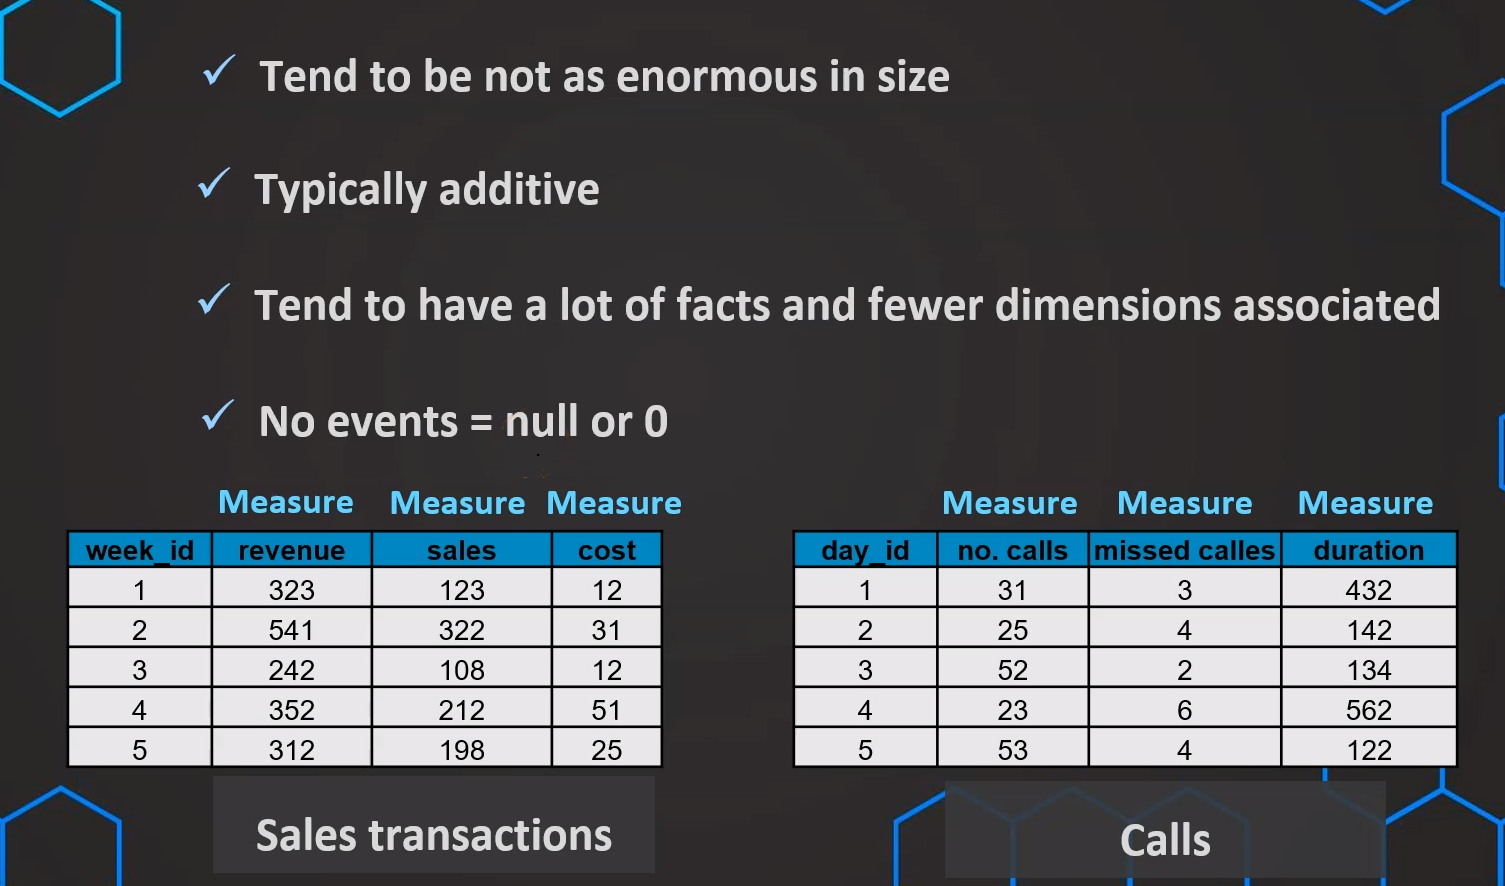 Tend to be not as enormous in size
Typically additive
Tend to have a lot of facts and fewer dimensions associated
No events = null or 0
Measure Measure Measure
week_id revenue sales cost
1 323 123 12
2 541 322 31
3 242 108 12
4 352 212 51
5 312 198 25
Sales transactions
Measure Measure Measure
day_id no. calls missed calles duration
1 31 3 432
2 25 4 142
3 52 2 134
4 23 6 562
5 53 4 122
Calls